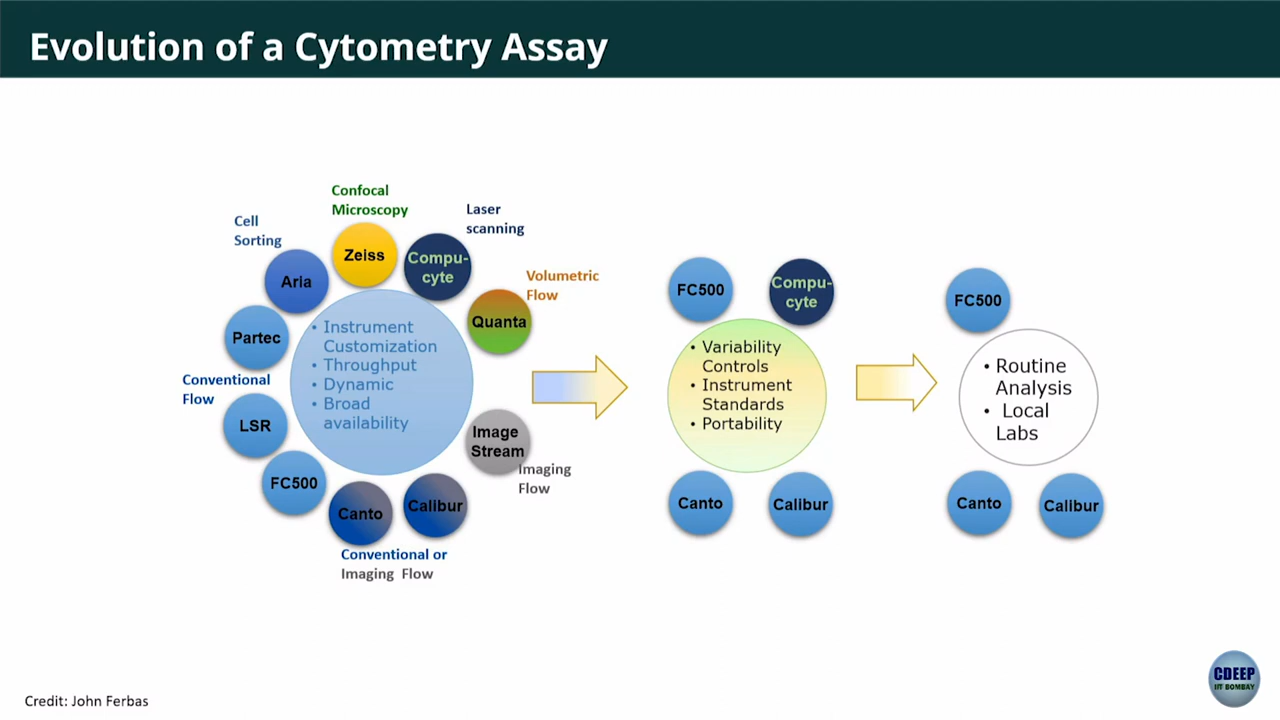 Evolution of a Cytometry Assay
Confocal
Microscopy
Laser
scanning
Cell
Sorting
Zeiss
Compu-
cyte
Aria
Volumetric
Flow
Quanta
Partec
• Instrument
Customization
• Throughput
• Dynamic
• Broad
availability
Conventional
Flow
LSR
Image
Stream
Imaging
Flow
FC500
Canto
Calibur
Conventional or
Imaging Flow
FC500
Compu-
cyte
• Variability
Controls
• Instrument
Standards
• Portability
Canto
Calibur
FC500
• Routine
Analysis
• Local
Labs
Canto
Calibur
Credit: John Ferbas
CDEEP
IIT BOMBAY